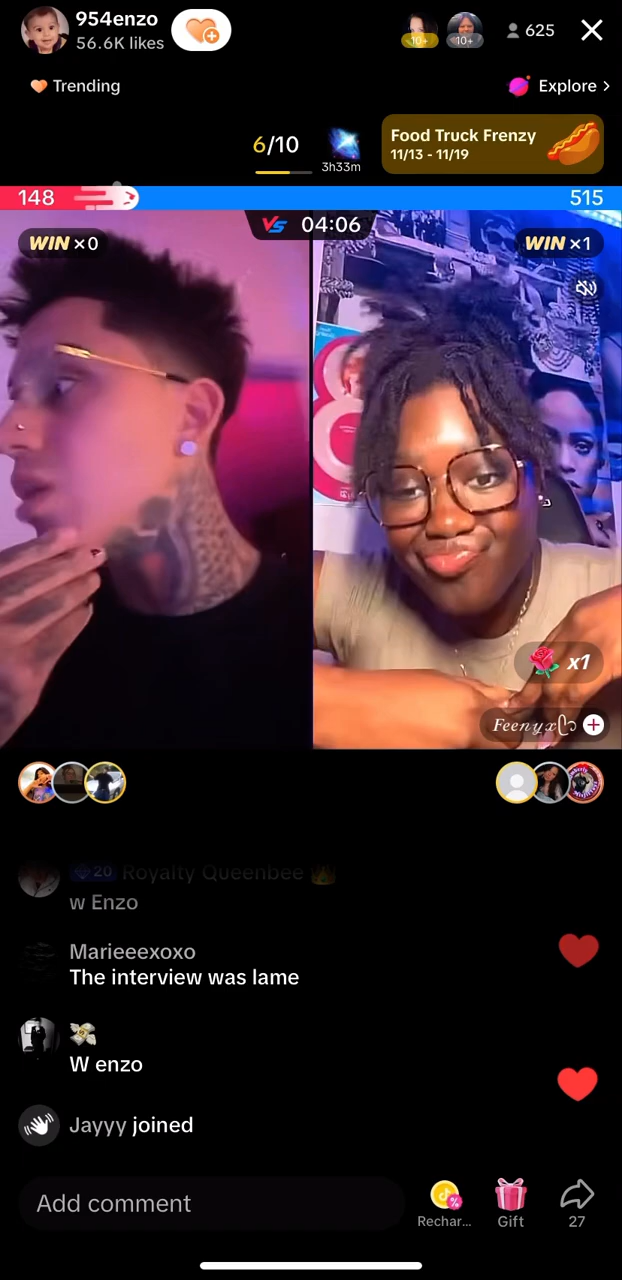 954enzo
56.6K likes
10+
10+
625
Trending
Explore >
6/10
3h33m
Food Truck Frenzy
11/13 - 11/19
148
515
VS 04:06
WIN ×0
WIN ×1
8
x1
Feenyx
20 Royalty Queenbee
w Enzo
Marieeexoxo
The interview was lame
W enzo
Jayyy joined
Add comment
Rechar...
Gift
27